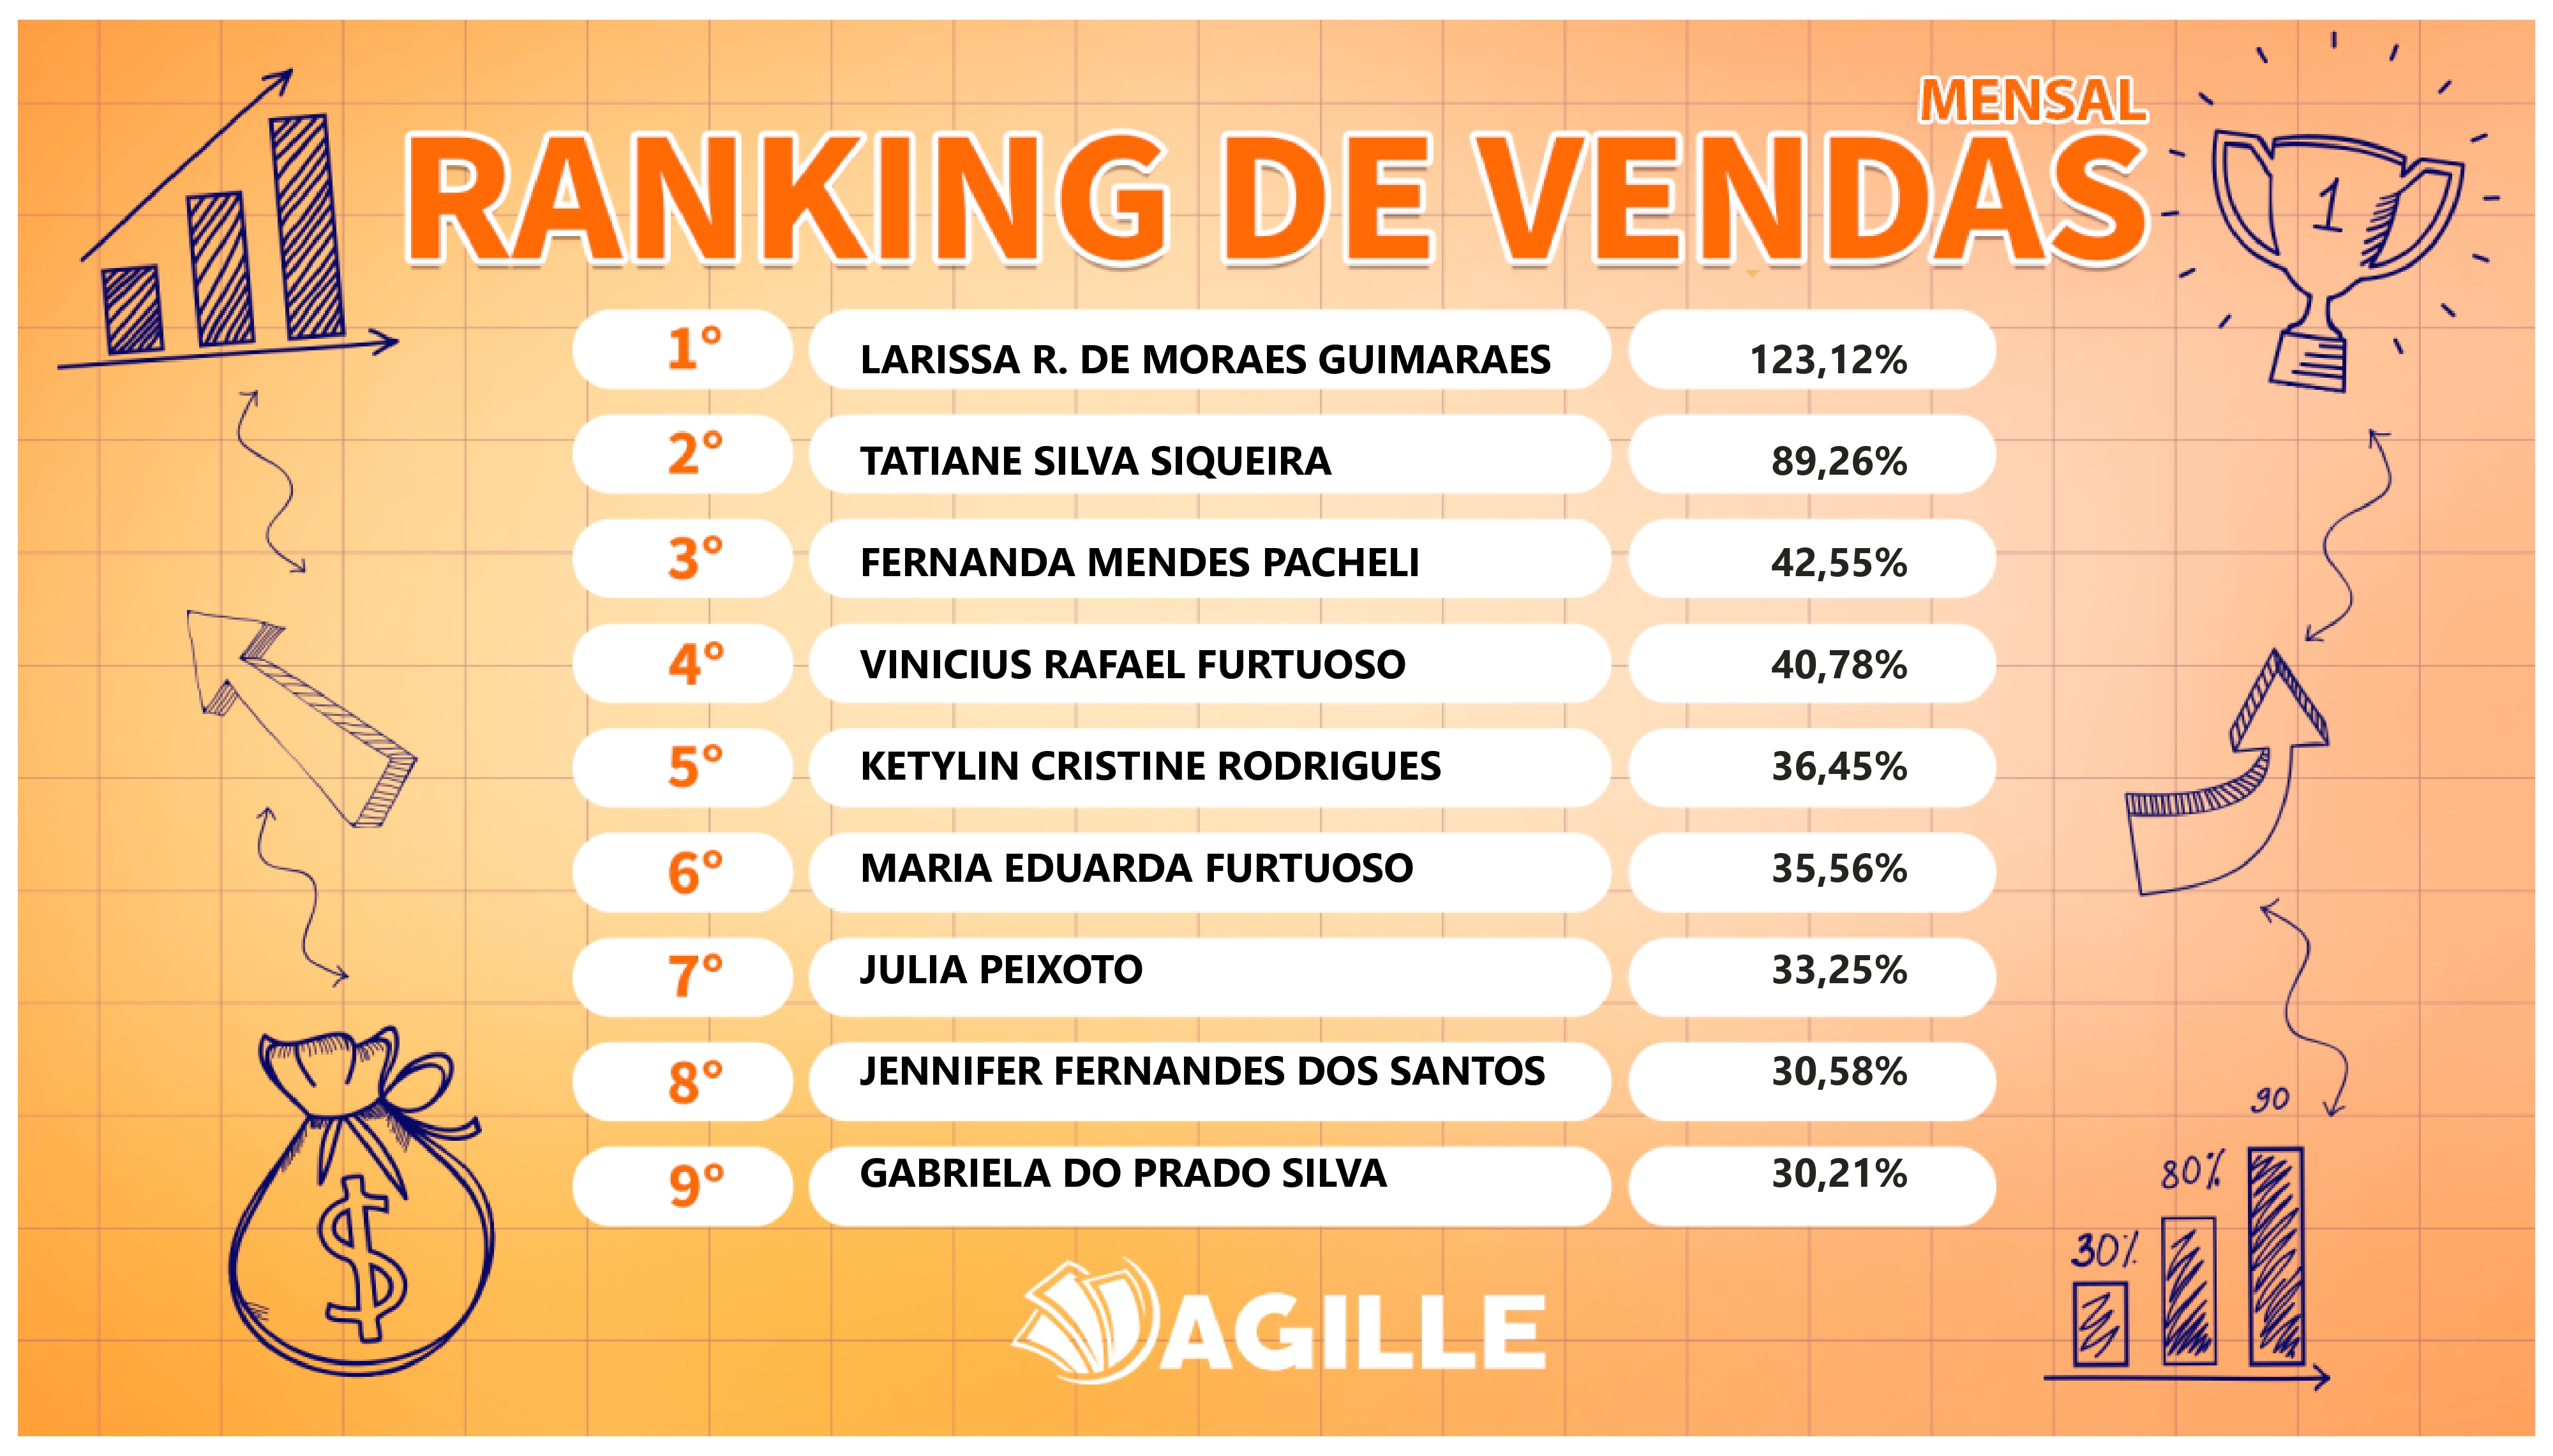 MENSAL
RANKING DE VENDAS
1
1° LARISSA R. DE MORAES GUIMARAES 123,12%
2° TATIANE SILVA SIQUEIRA 89,26%
3° FERNANDA MENDES PACHELI 42,55%
4° VINICIUS RAFAEL FURTUOSO 40,78%
5° KETYLIN CRISTINE RODRIGUES 36,45%
6° MARIA EDUARDA FURTUOSO 35,56%
7° JULIA PEIXOTO 33,25%
8° JENNIFER FERNANDES DOS SANTOS 30,58%
9° GABRIELA DO PRADO SILVA 30,21%
90
80%
30%
$
AGILLE